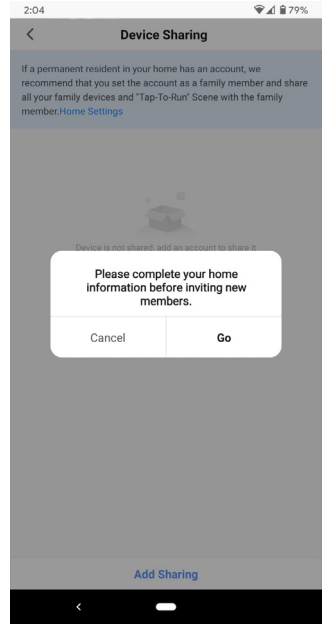 2:04
79%
Device Sharing
If a permanent resident in your home has an account, we
recommend that you set the account as a family member and share
all your family devices and "Tap-To-Run" Scene with the family
member.Home Settings
Device is not shared, add an account to share it
Please complete your home
information before inviting new
members.
Cancel
Go
Add Sharing